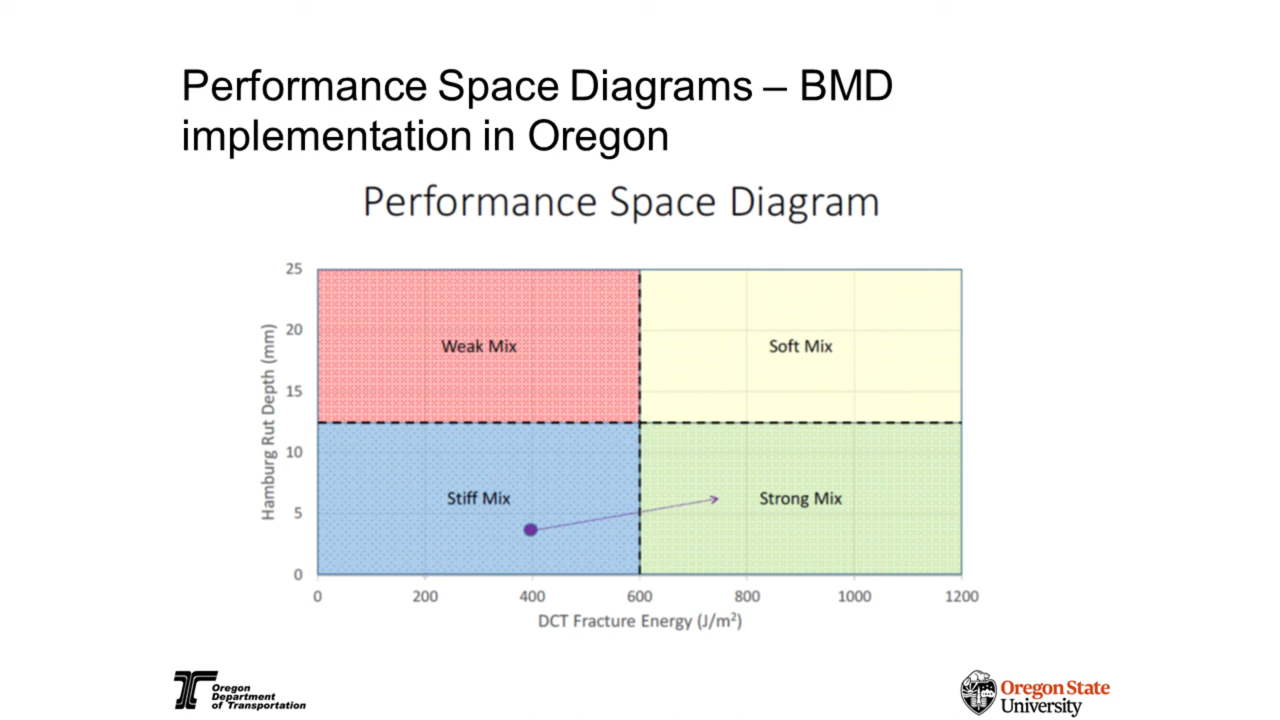 Performance Space Diagrams – BMD
implementation in Oregon
Performance Space Diagram
25
20
15
10
5
0
Hamburg Rut Depth (mm)
Weak Mix
Soft Mix
Stiff Mix
Strong Mix
0 200 400 600 800 1000 1200
DCT Fracture Energy (J/m²)
Oregon
Department
of Transportation
Oregon State
University